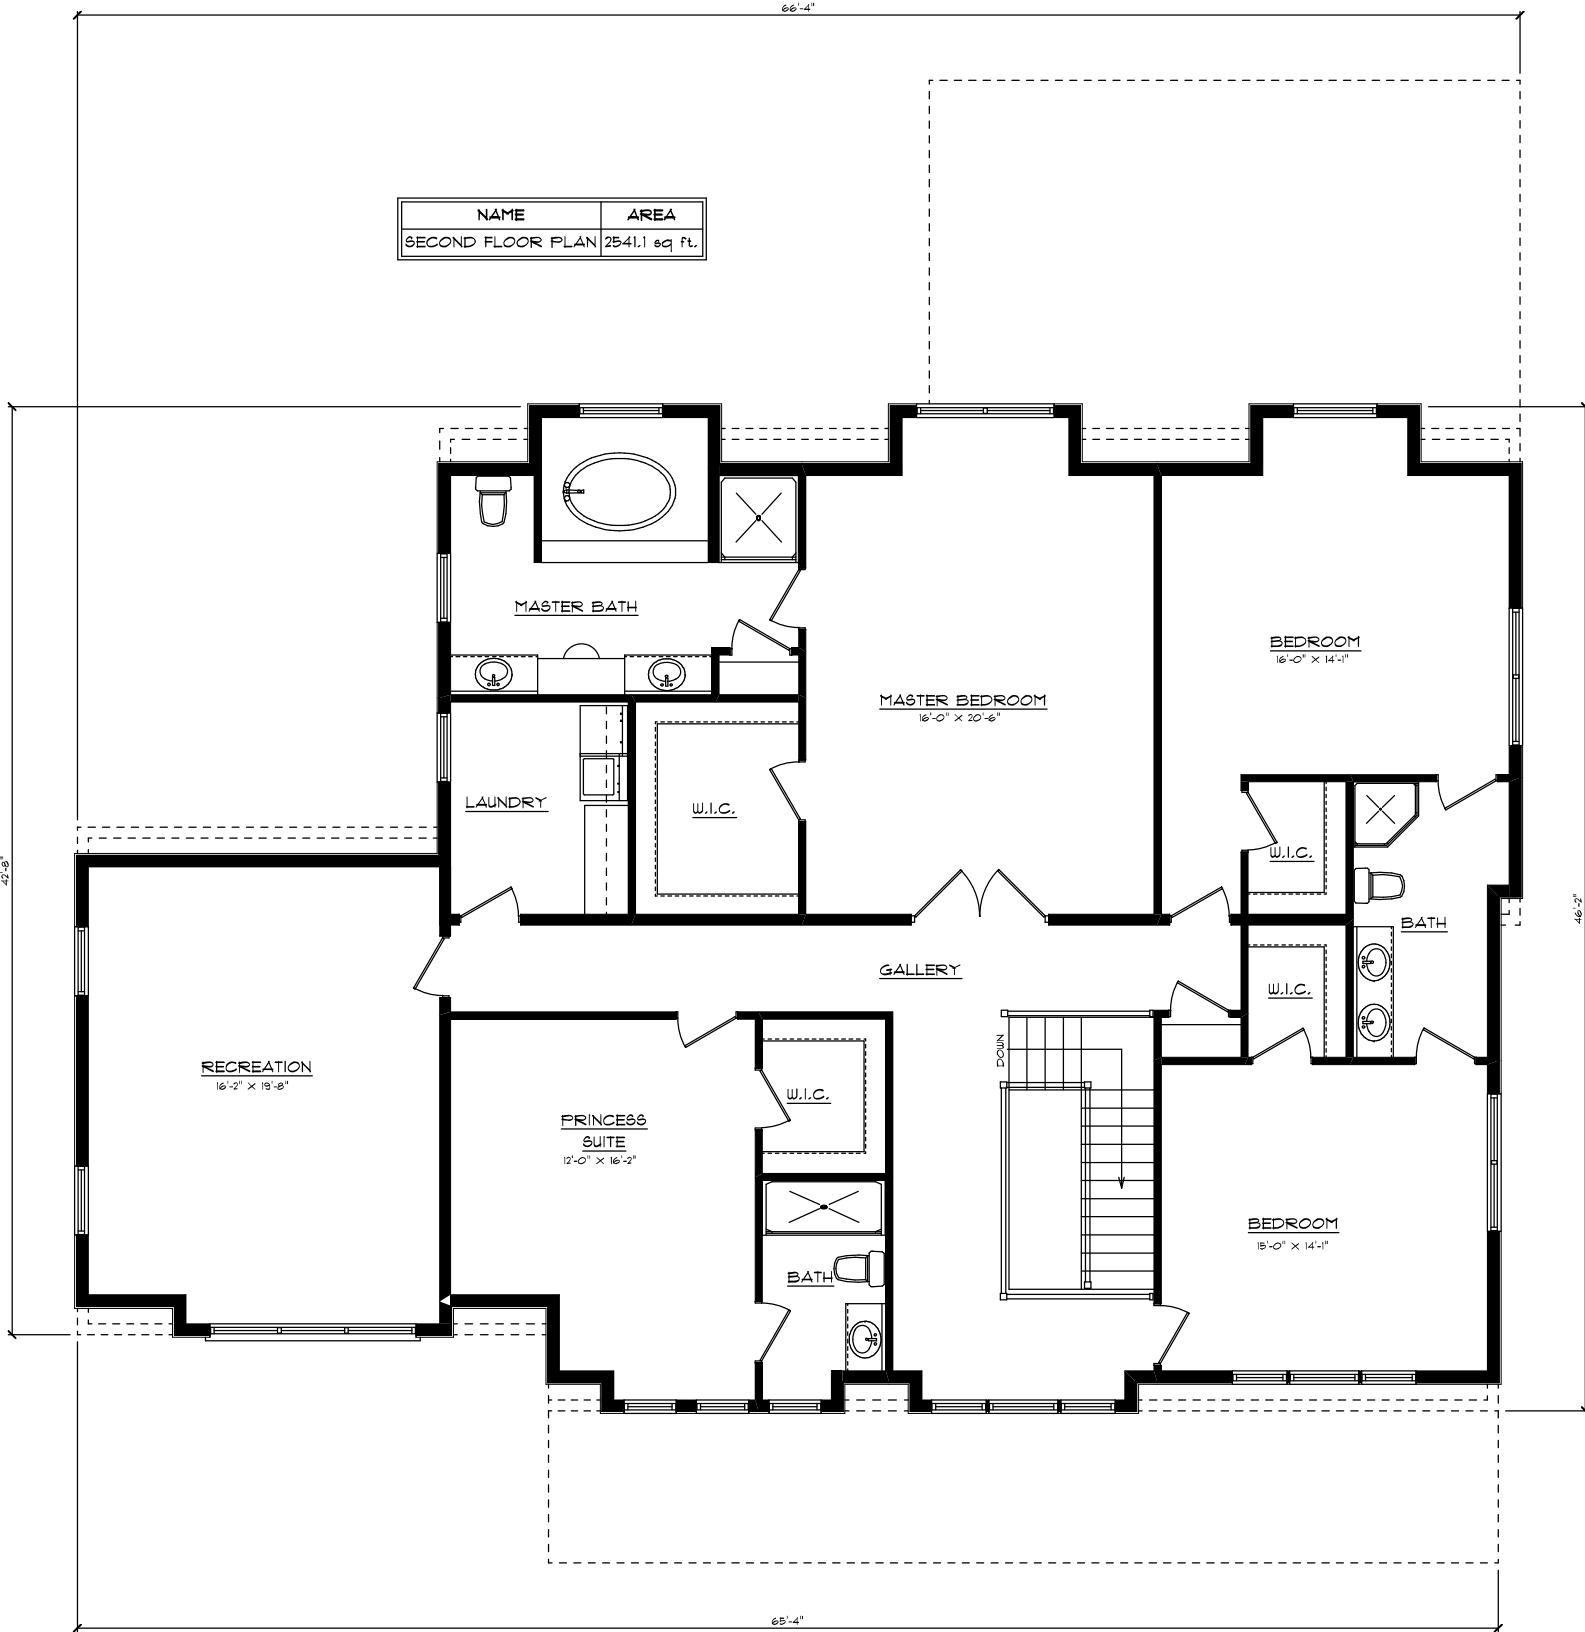 66'-4"
NAME AREA
SECOND FLOOR PLAN 2541.1 sq ft.
MASTER BATH
BEDROOM
16'-0" X 14'-1"
MASTER BEDROOM
16'-0" X 20'-6"
LAUNDRY
W.I.C.
W.I.C.
42'-8"
46'-2"
BATH
GALLERY
W.I.C.
DOWN
RECREATION
16'-2" X 19'-8"
W.I.C.
PRINCESS
SUITE
12'-0" X 16'-2"
BEDROOM
15'-0" X 14'-1"
BATH
65'-4"